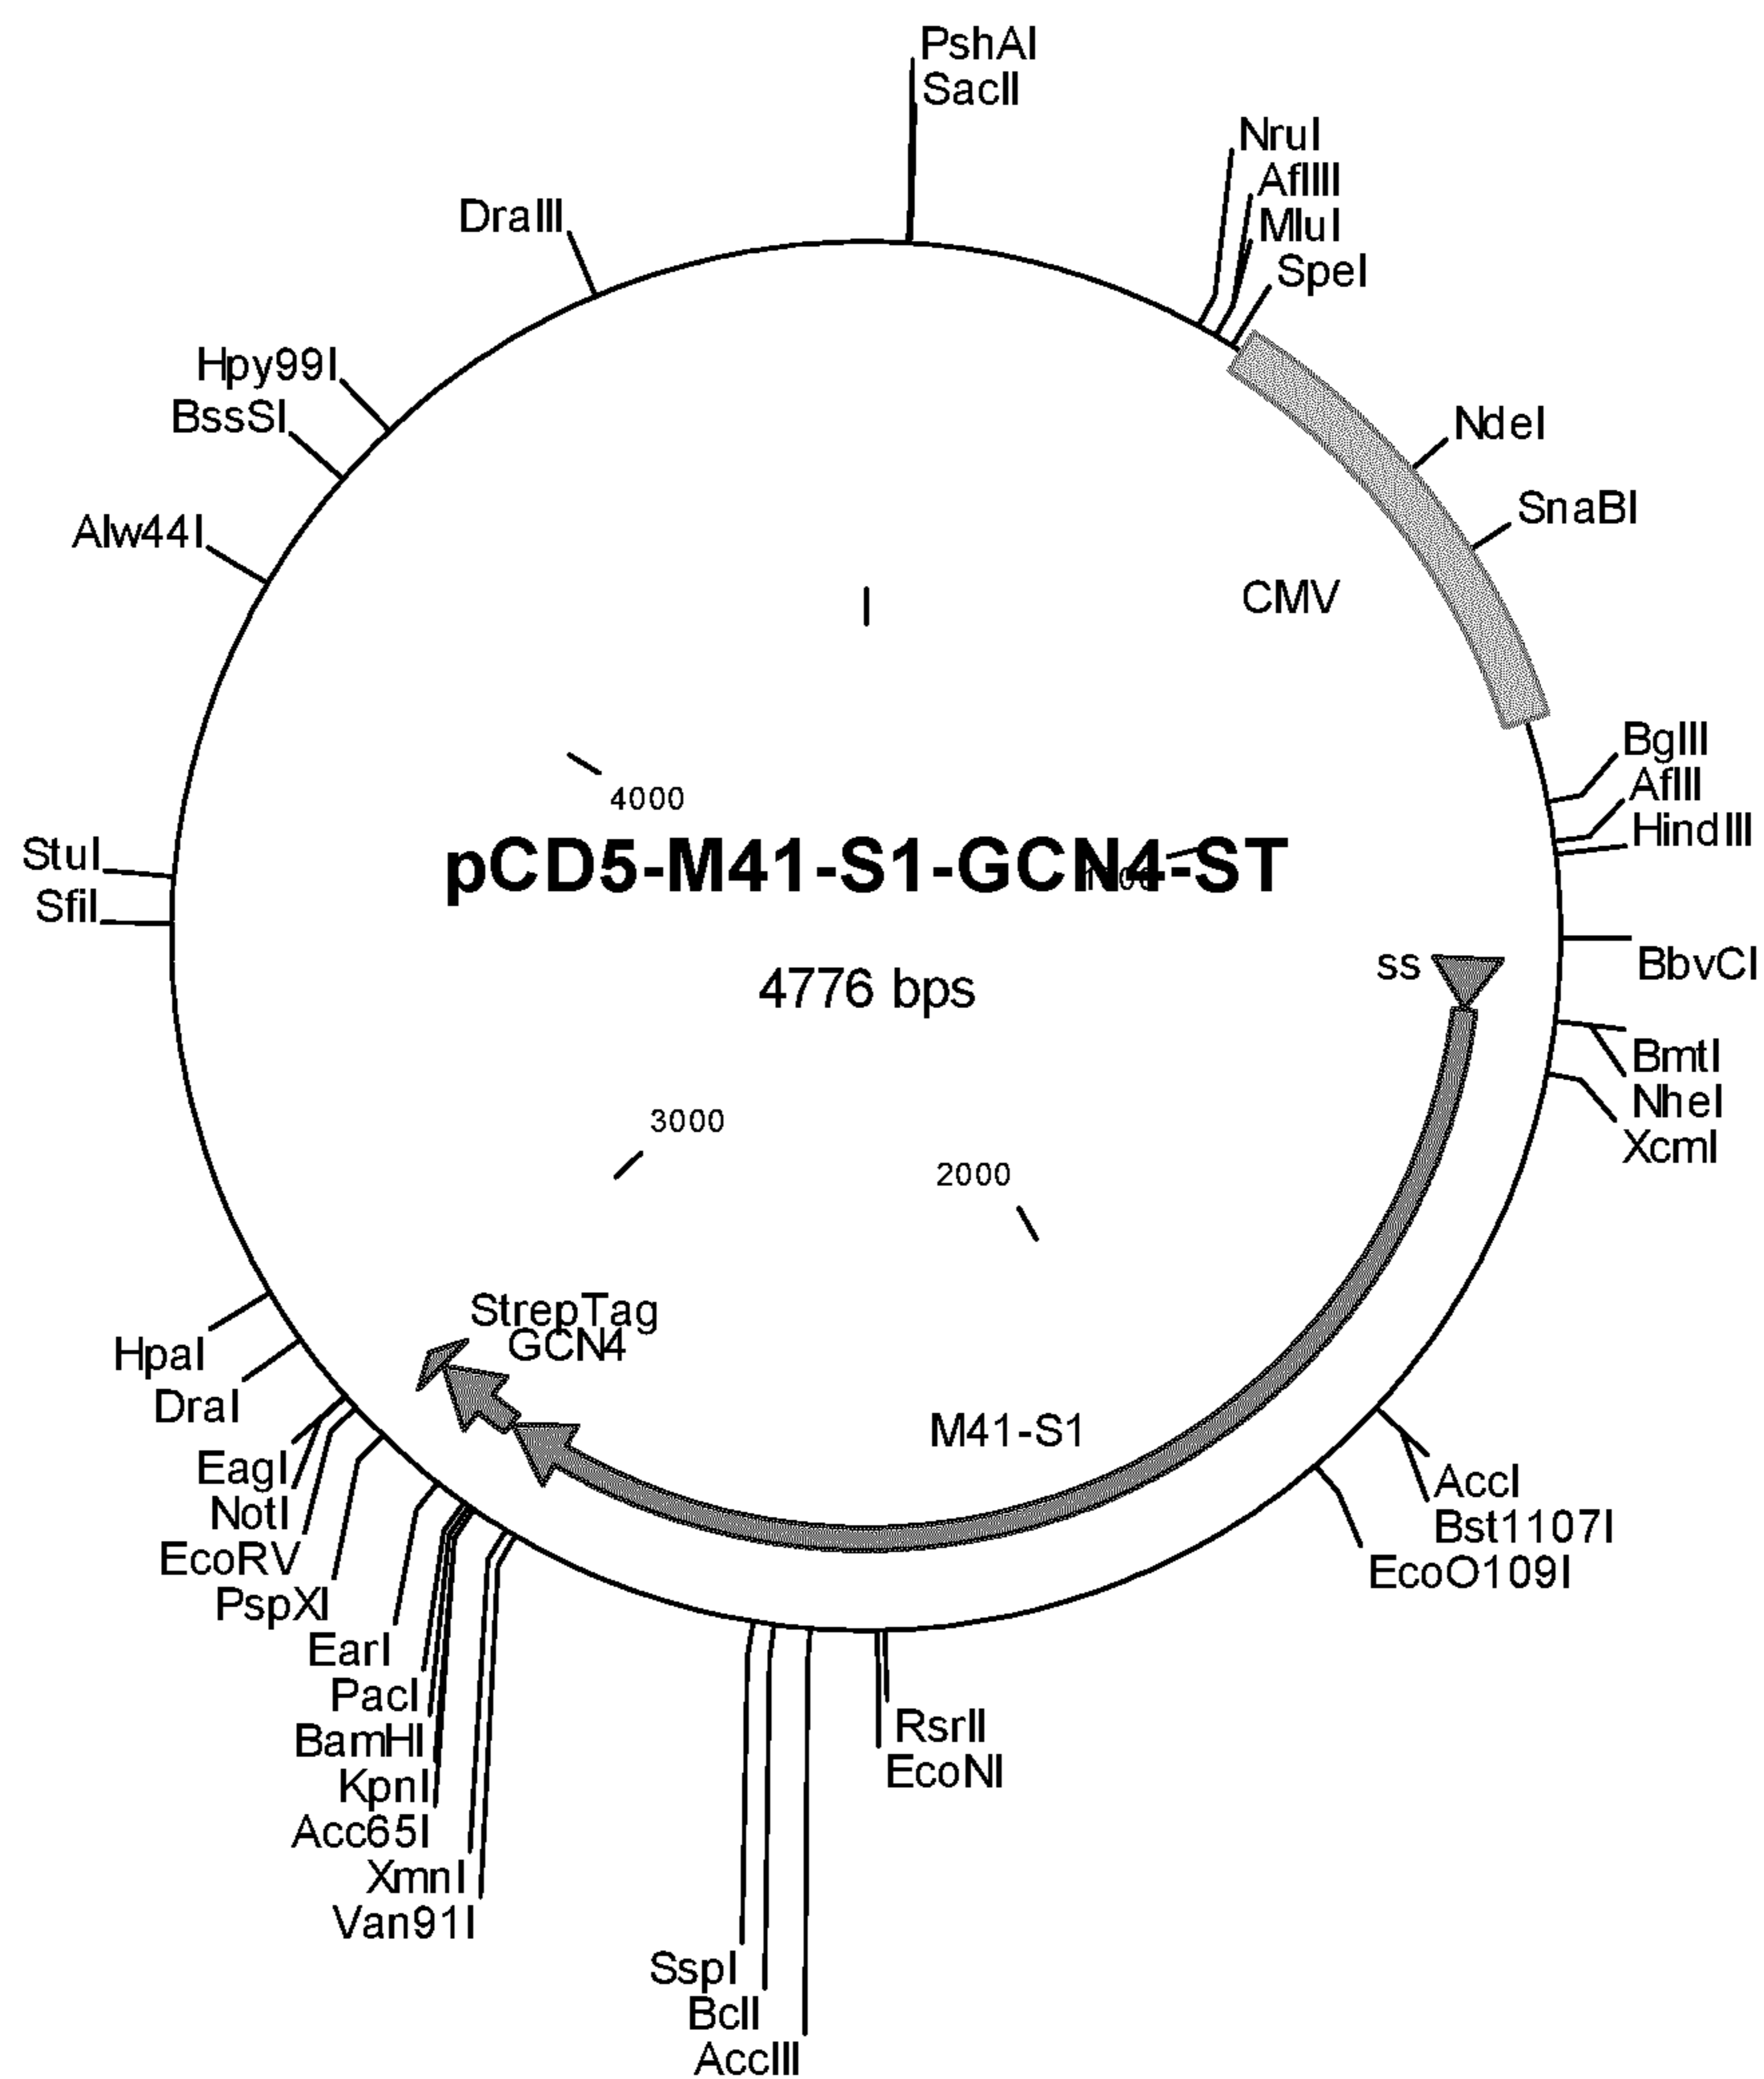 PshAI
SacII
NruI
AflIII
MluI
SpeI
DraIII
Hpy99I
BssSI
NdeI
SnaBI
Alw44I
CMV
BglII
AflII
HindIII
4000
pCD5-M41-S1-GCN4-ST
StuI
SfiI
BbvCI
ss
4776 bps
BmtI
NheI
XcmI
3000
2000
StrepTag
GCN4
HpaI
DraI
M41-S1
EagI
NotI
EcoRV
PspXI
AccI
Bst1107I
EcoO109I
EarI
PacI
BamHI
KpnI
Acc65I
XmnI
Van91I
RsrII
EcoNI
SspI
BclI
AccIII